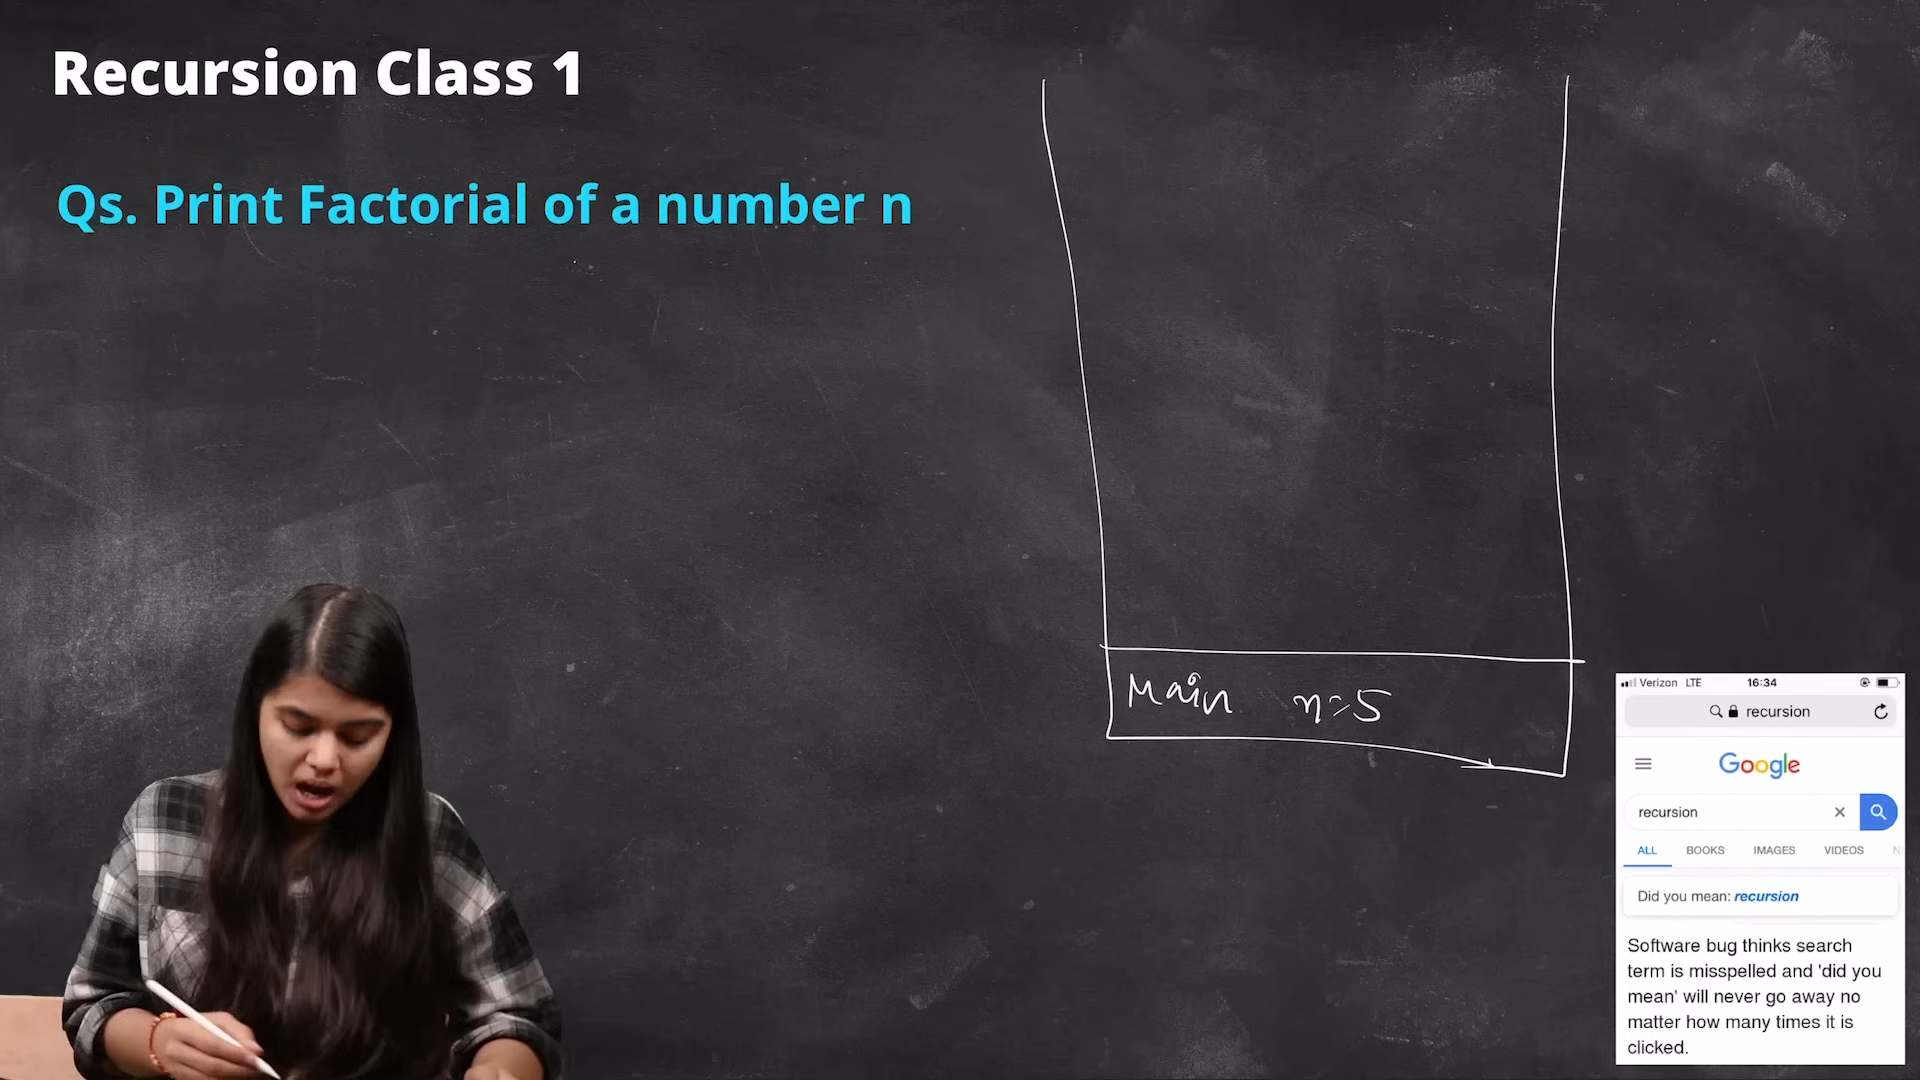 Recursion Class 1
Qs. Print Factorial of a number n
Main n=5
Verizon LTE 16:34
recursion
Google
recursion
ALL BOOKS IMAGES VIDEOS
Did you mean: recursion
Software bug thinks search
term is misspelled and 'did you
mean' will never go away no
matter how many times it is
clicked.